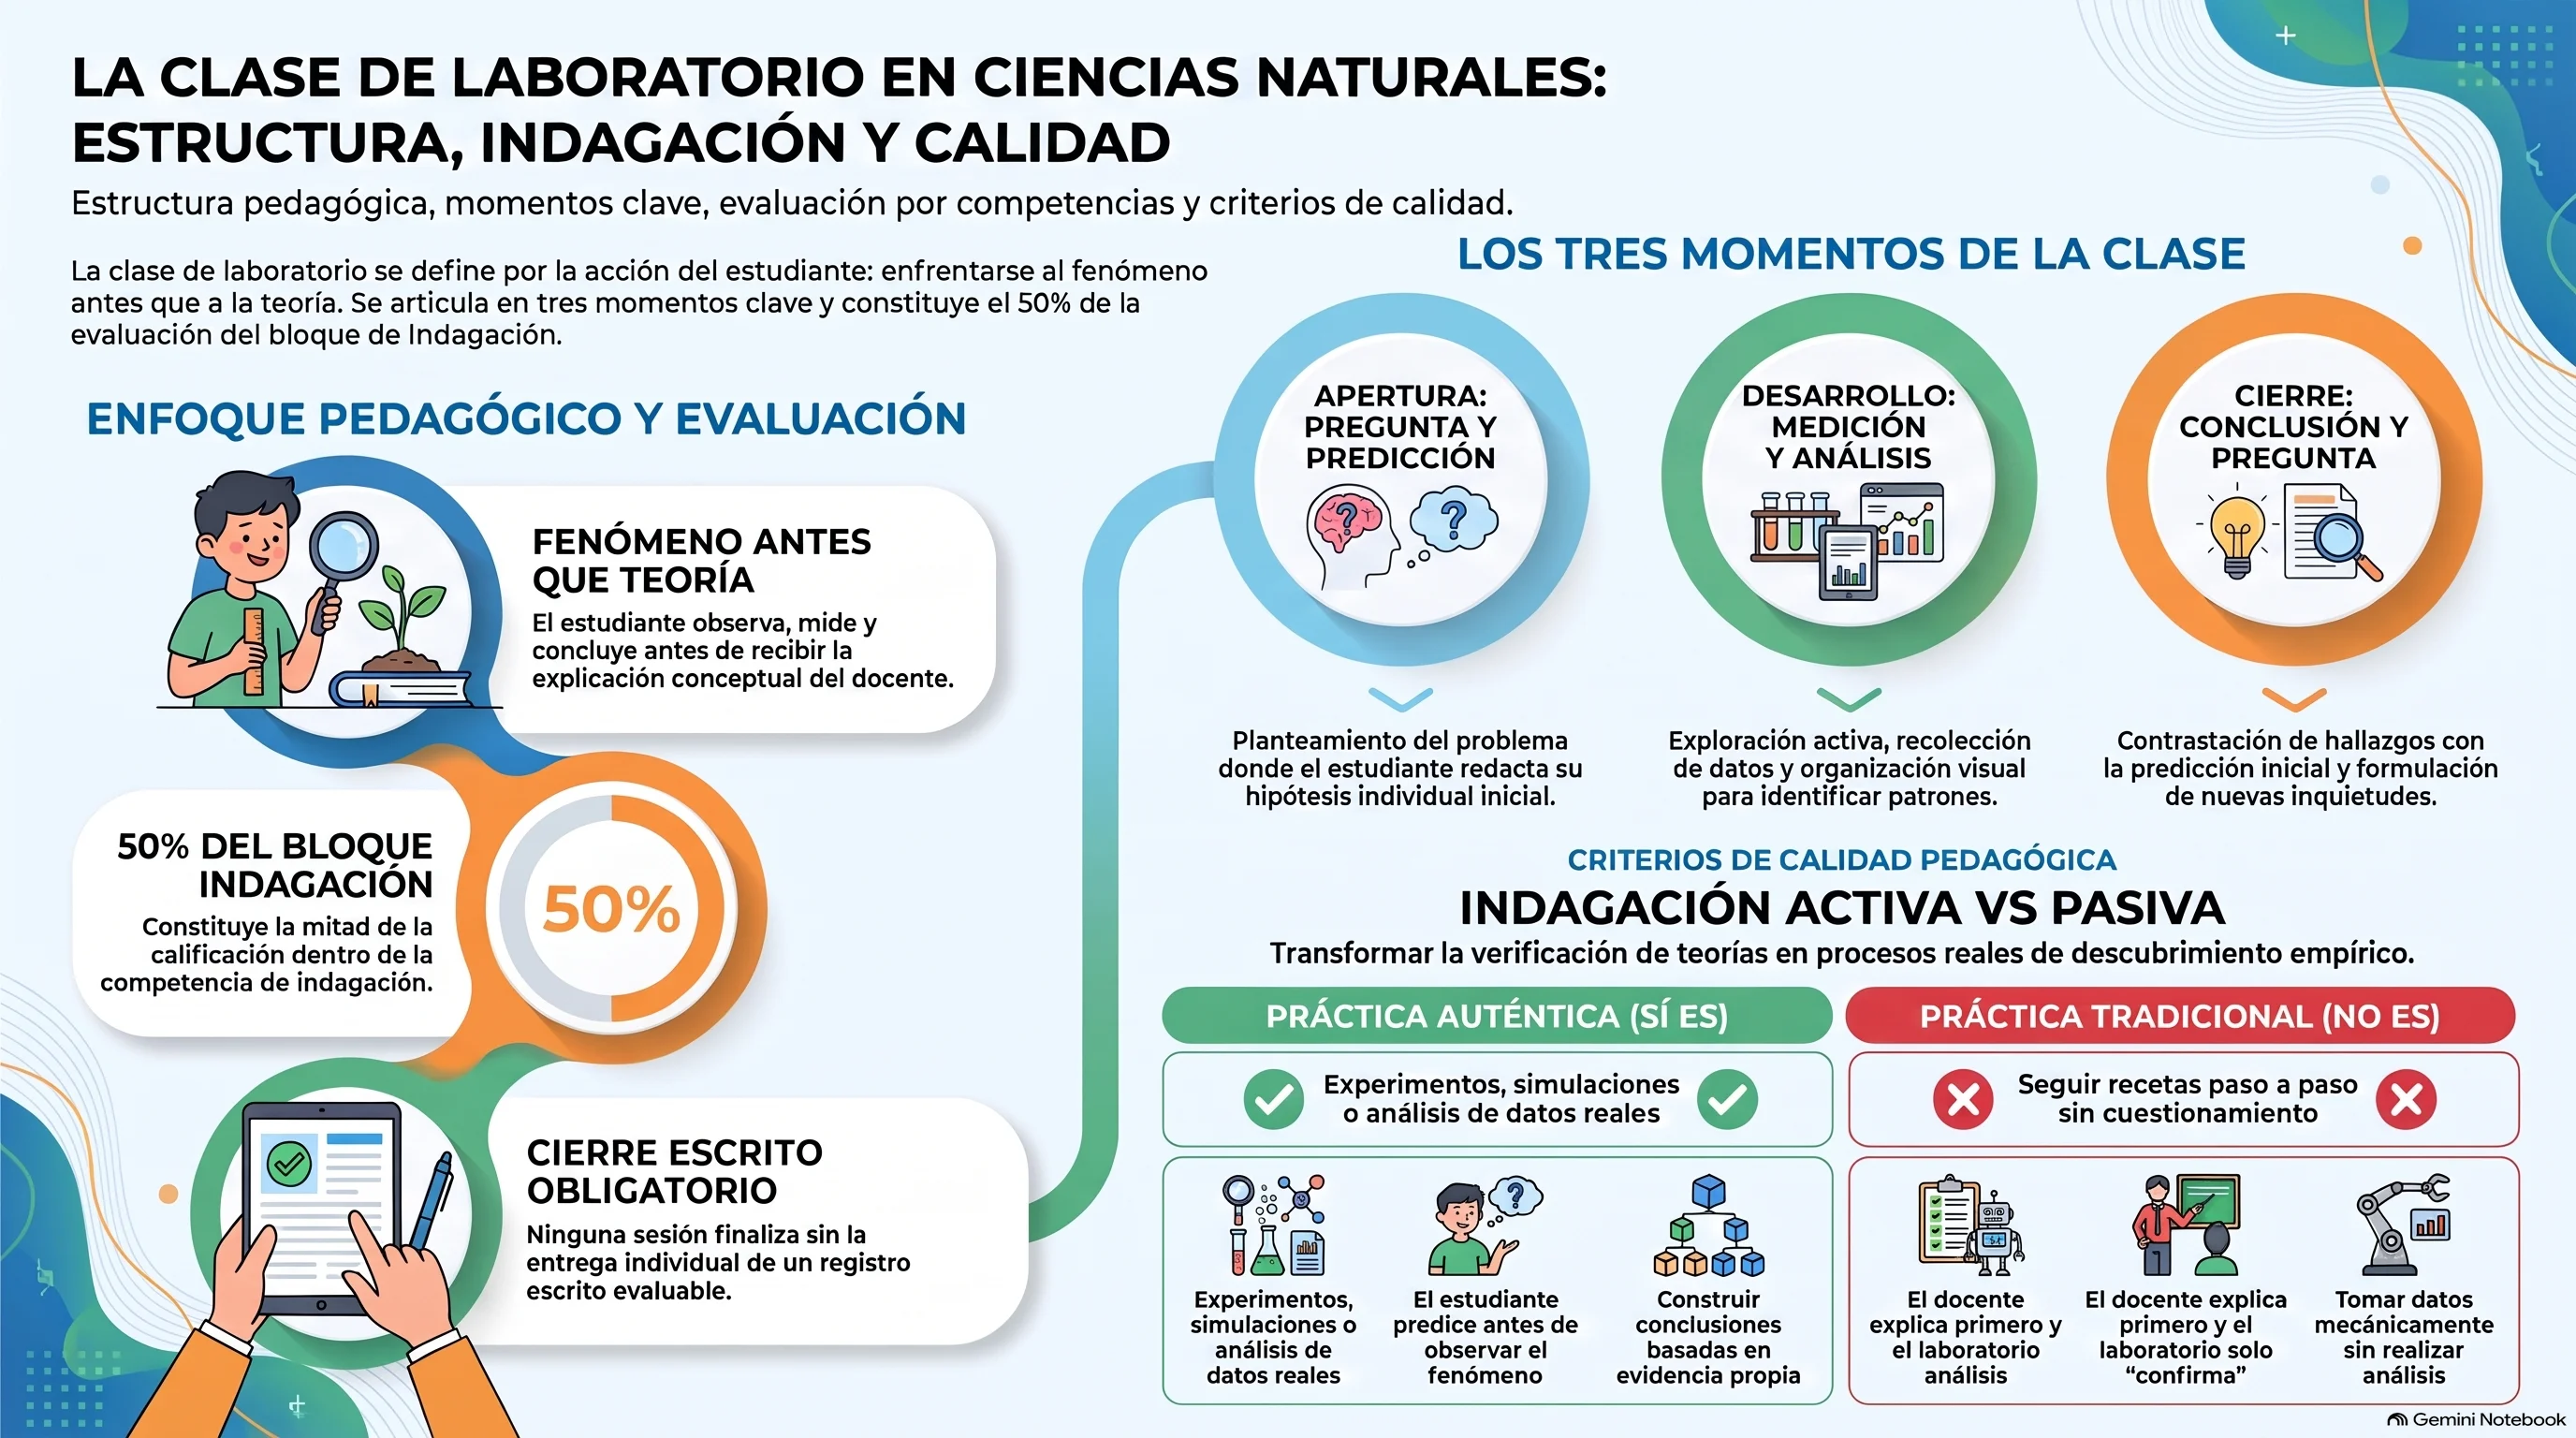 LA CLASE DE LABORATORIO EN CIENCIAS NATURALES:
ESTRUCTURA, INDAGACIÓN Y CALIDAD
Estructura pedagógica, momentos clave, evaluación por competencias y criterios de calidad.
La clase de laboratorio se define por la acción del estudiante: enfrentarse al fenómeno
antes que a la teoría. Se articula en tres momentos clave y constituye el 50% de la
evaluación del bloque de Indagación.
ENFOQUE PEDAGÓGICO Y EVALUACIÓN
FENÓMENO ANTES
QUE TEORÍA
El estudiante observa, mide y
concluye antes de recibir la
explicación conceptual del docente.
50% DEL BLOQUE
INDAGACIÓN
Constituye la mitad de la
calificación dentro de la
competencia de indagación.
50%
CIERRE ESCRITO
OBLIGATORIO
Ninguna sesión finaliza sin la
entrega individual de un registro
escrito evaluable.
LOS TRES MOMENTOS DE LA CLASE
APERTURA:
PREGUNTA Y
PREDICCIÓN
? ?
Planteamiento del problema
donde el estudiante redacta su
hipótesis individual inicial.
DESARROLLO:
MEDICIÓN
Y ANÁLISIS
Exploración activa, recolección
de datos y organización visual
para identificar patrones.
CIERRE:
CONCLUSIÓN Y
PREGUNTA
Contrastación de hallazgos con
la predicción inicial y formulación
de nuevas inquietudes.
CRITERIOS DE CALIDAD PEDAGÓGICA
INDAGACIÓN ACTIVA VS PASIVA
Transformar la verificación de teorías en procesos reales de descubrimiento empírico.
PRÁCTICA AUTÉNTICA (SÍ ES)
Experimentos, simulaciones
o análisis de datos reales
Experimentos,
simulaciones o
análisis de
datos reales
?
El estudiante
predice antes de
observar el
fenómeno
Construir
conclusiones
basadas en
evidencia propia
PRÁCTICA TRADICIONAL (NO ES)
Seguir recetas paso a paso
sin cuestionamiento
El docente
explica primero y
el laboratorio
análisis
El docente explica
primero y el
laboratorio solo
“confirma”
Tomar datos
mecánicamente
sin realizar
análisis
Gemini Notebook